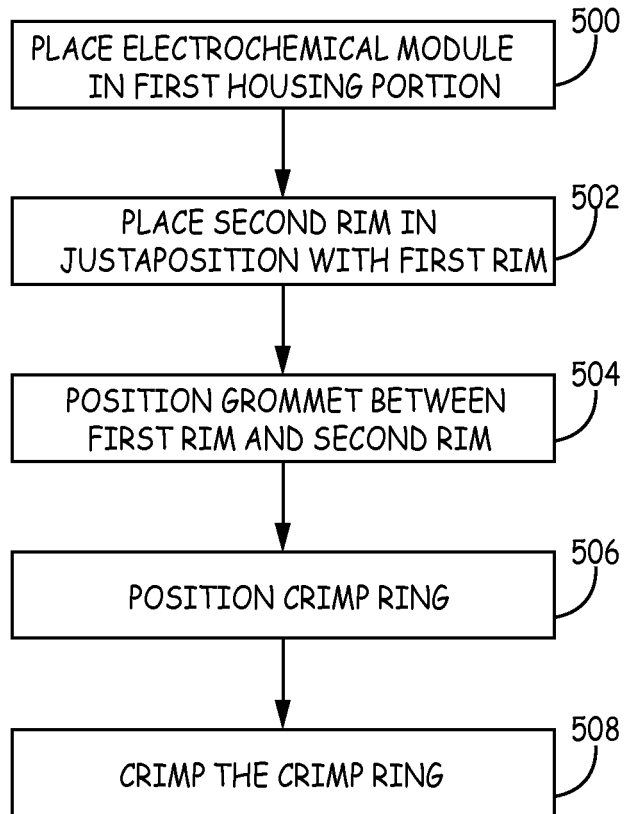 500
PLACE ELECTROCHEMICAL MODULE
IN FIRST HOUSING PORTION
502
PLACE SECOND RIM IN
JUSTAPOSITION WITH FIRST RIM
504
POSITION GROMMET BETWEEN
FIRST RIM AND SECOND RIM
506
POSITION CRIMP RING
508
CRIMP THE CRIMP RING